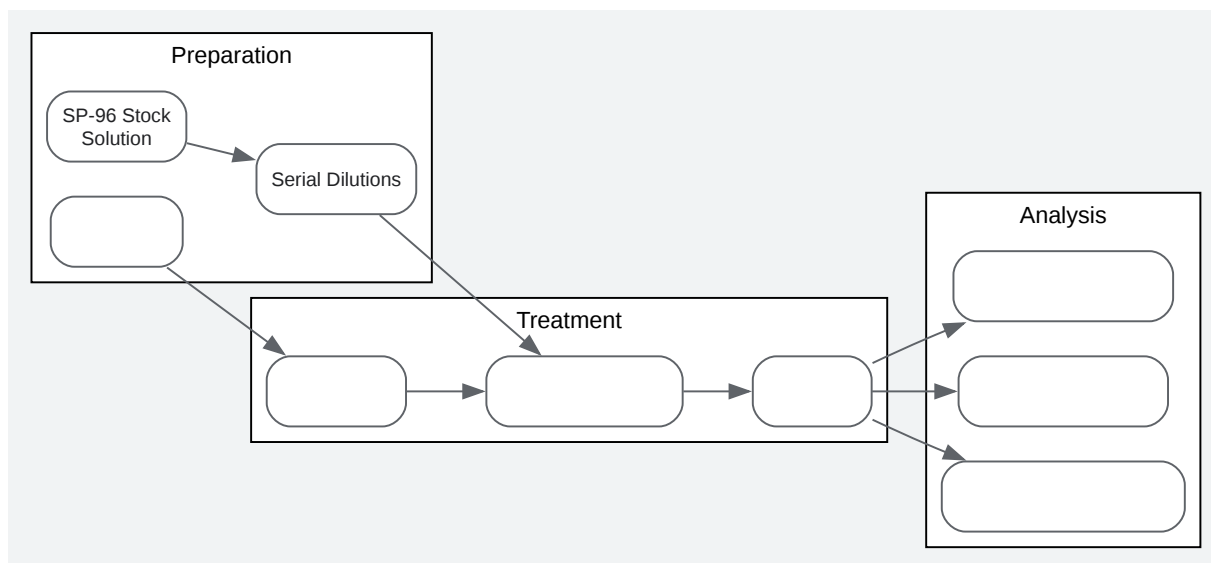 Preparation
SP-96 Stock
Solution
Serial Dilutions
Treatment
Analysis